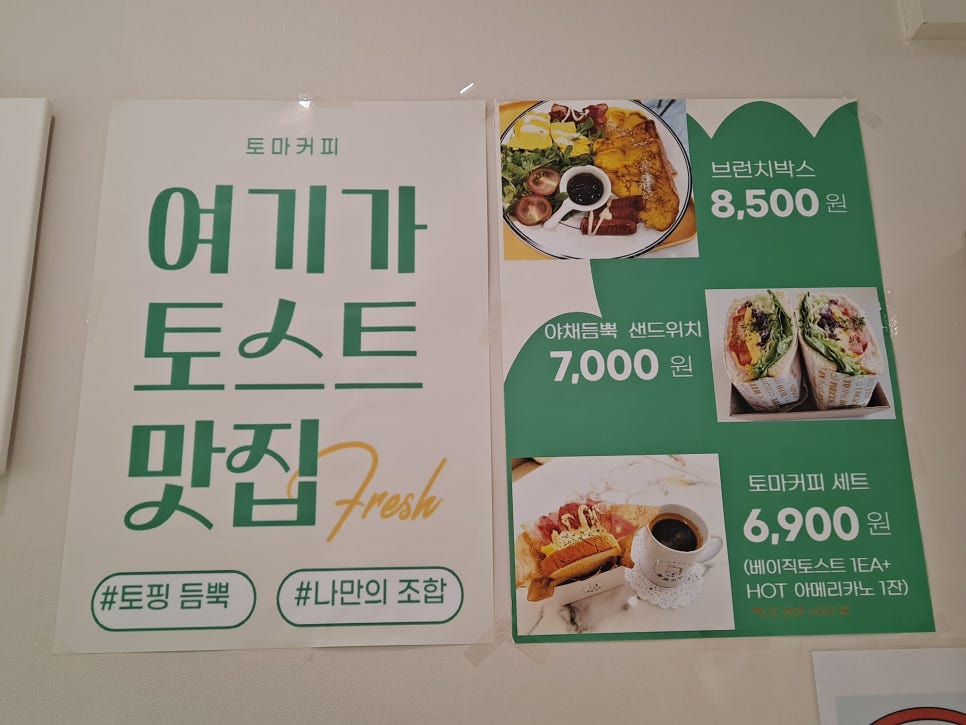 토마커피
여기가
토스트
맛집 Fresh
#토핑 듬뿍
#나만의 조합
브런치박스
8,500 원
야채듬뿍 샌드위치
7,000 원
토마커피 세트
6,900 원
(베이직토스트 1EA+
HOT 아메리카노 1잔)